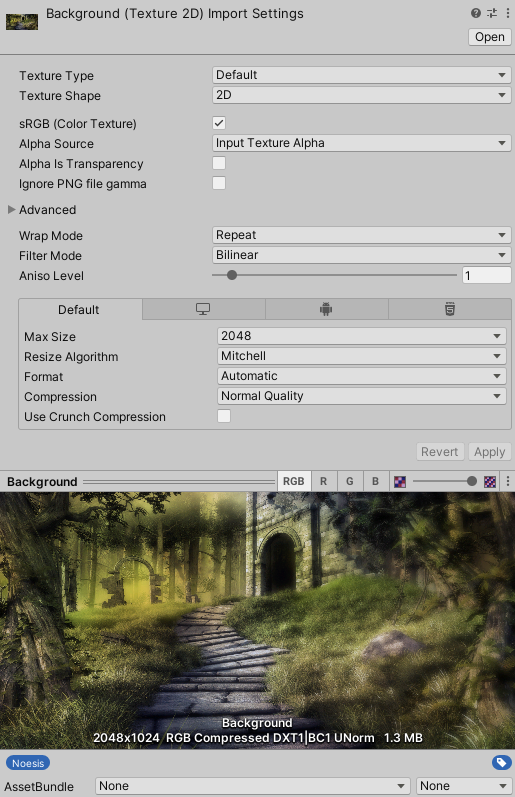 Background (Texture 2D) Import Settings
Open
Texture Type Default
Texture Shape 2D
sRGB (Color Texture)
Alpha Source Input Texture Alpha
Alpha Is Transparency
Ignore PNG file gamma
Advanced
Wrap Mode Repeat
Filter Mode Bilinear
Aniso Level 1
Default
Max Size 2048
Resize Algorithm Mitchell
Format Automatic
Compression Normal Quality
Use Crunch Compression
Revert Apply
Background RGB R G B
Background
2048x1024 RGB Compressed DXT1|BC1 UNorm 1.3 MB
Noesis
AssetBundle None None